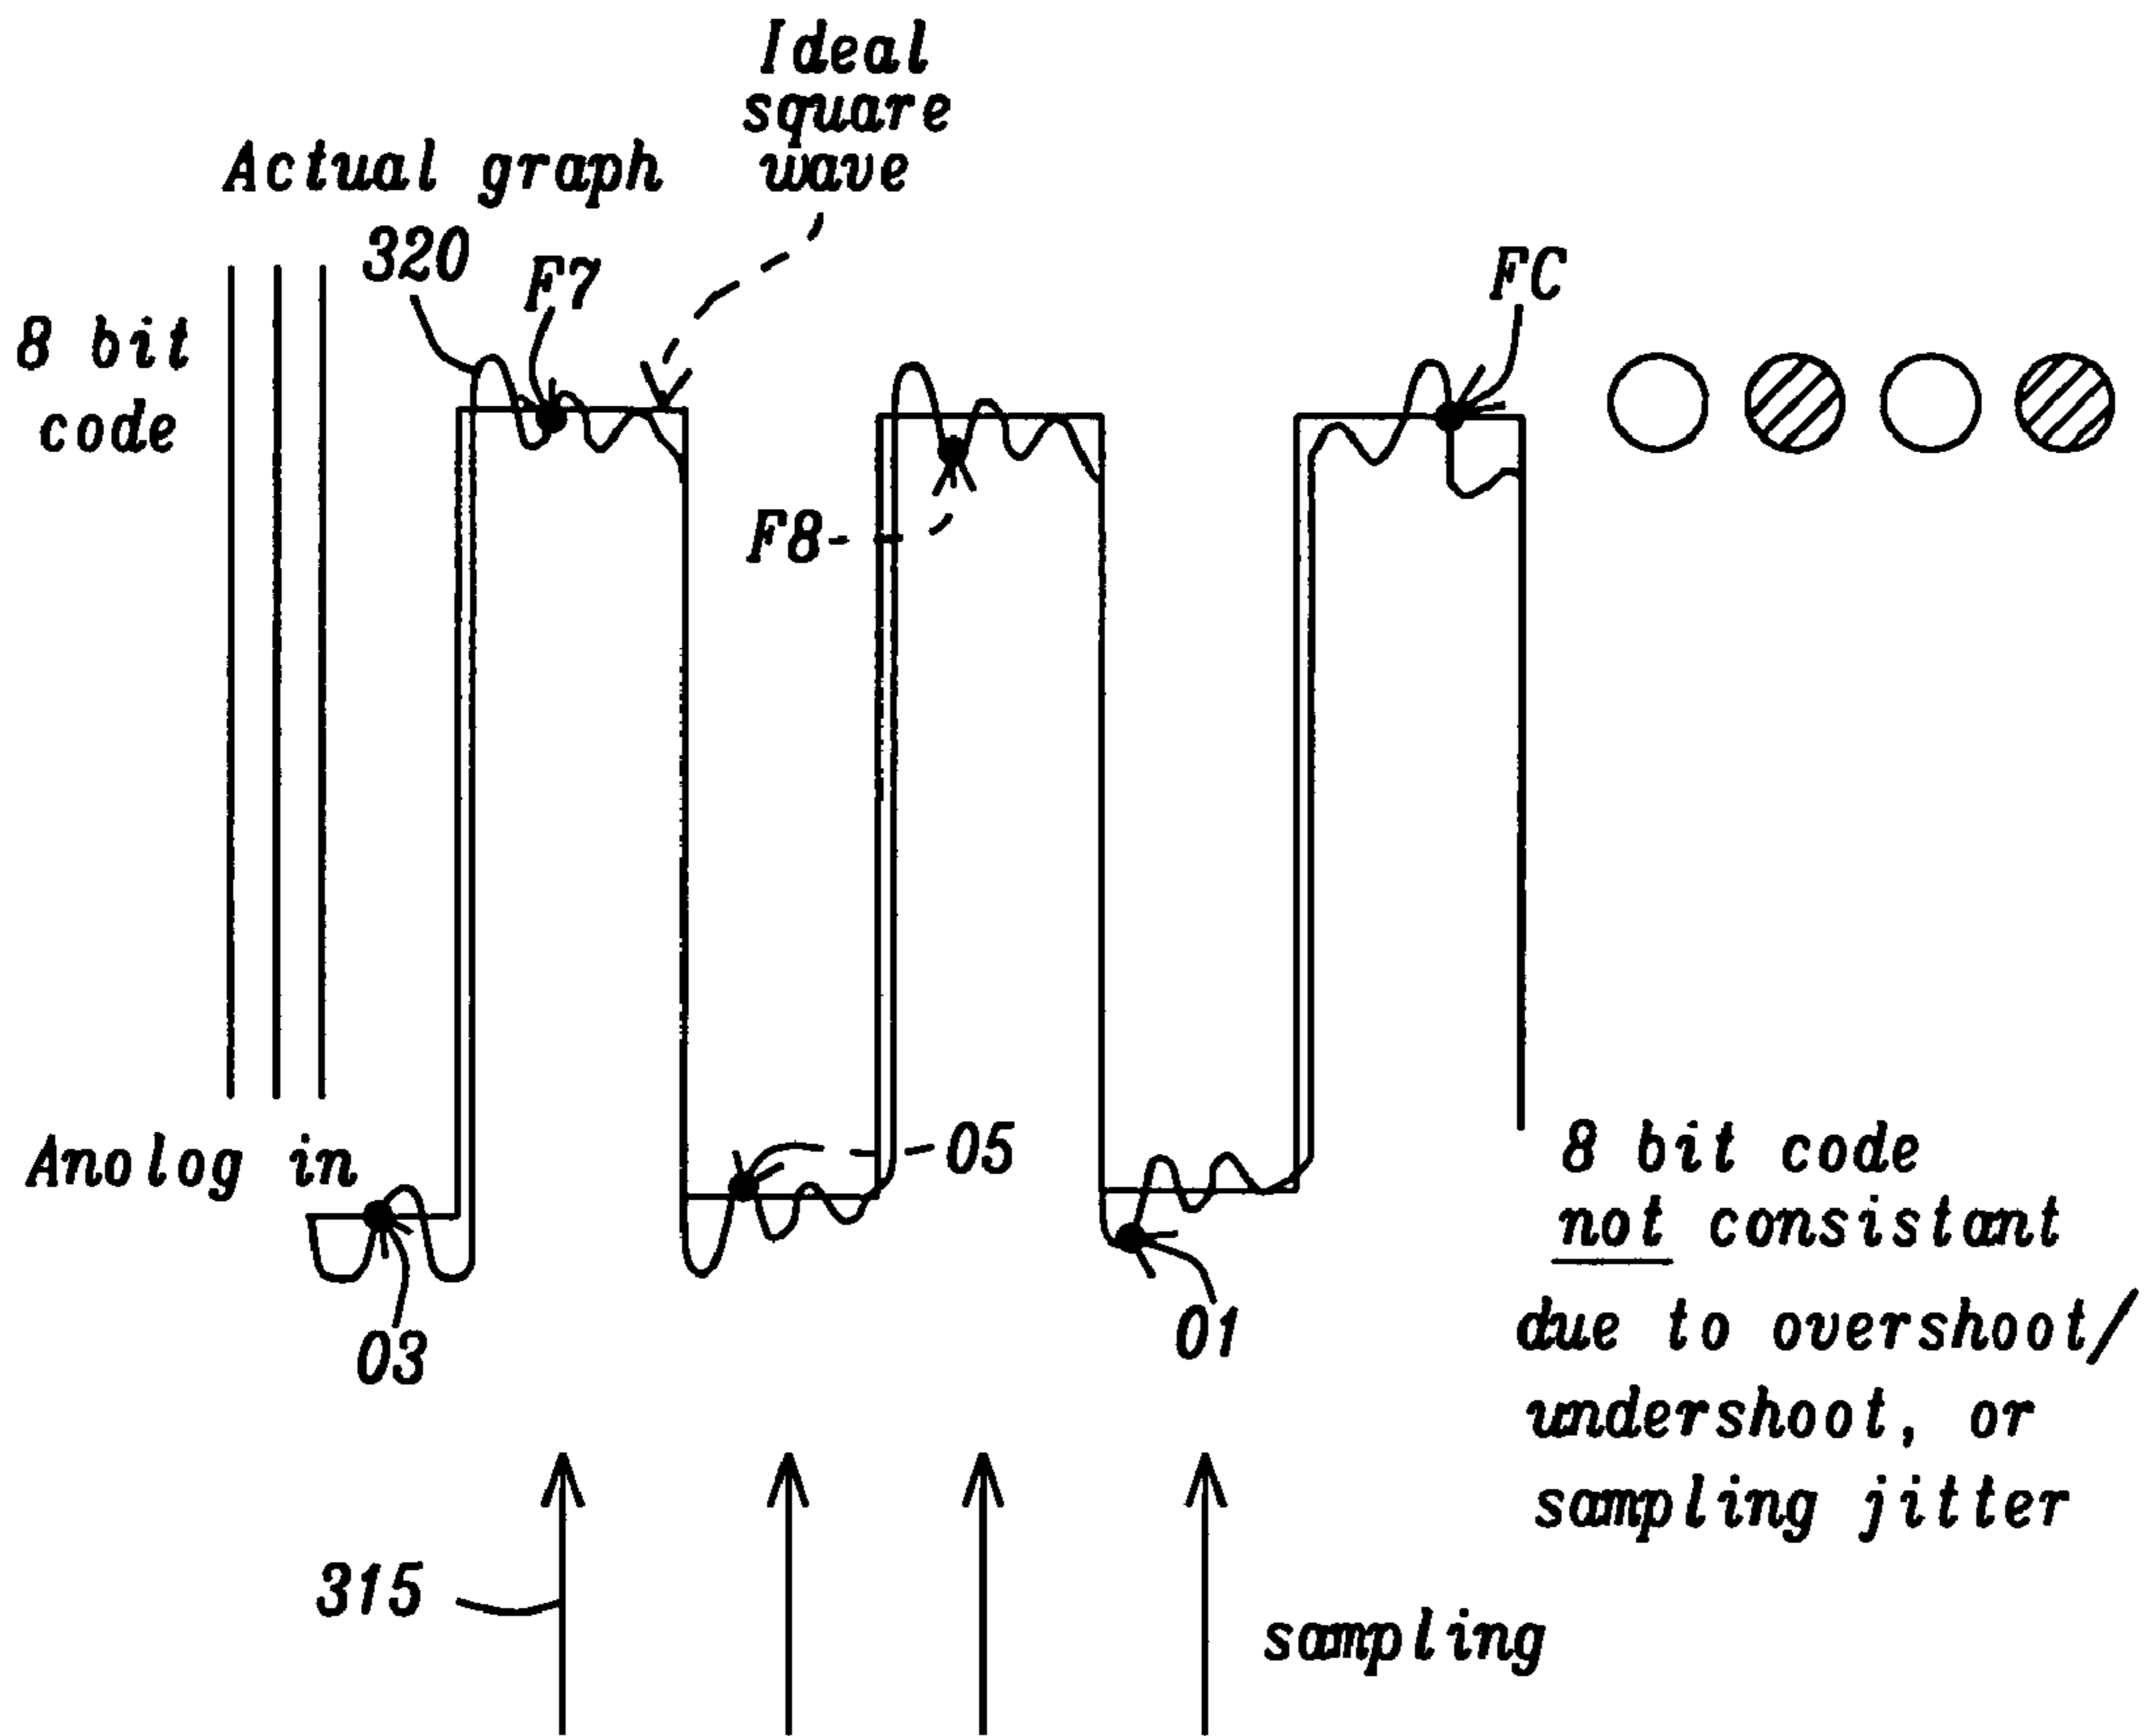 Ideal
square
wave
Actual graph
320
F7
FC
8 bit
code
F8
Anolog in
05
03
01
8 bit code
not consistant
due to overshoot/
undershoot, or
sampling jitter
315
sampling